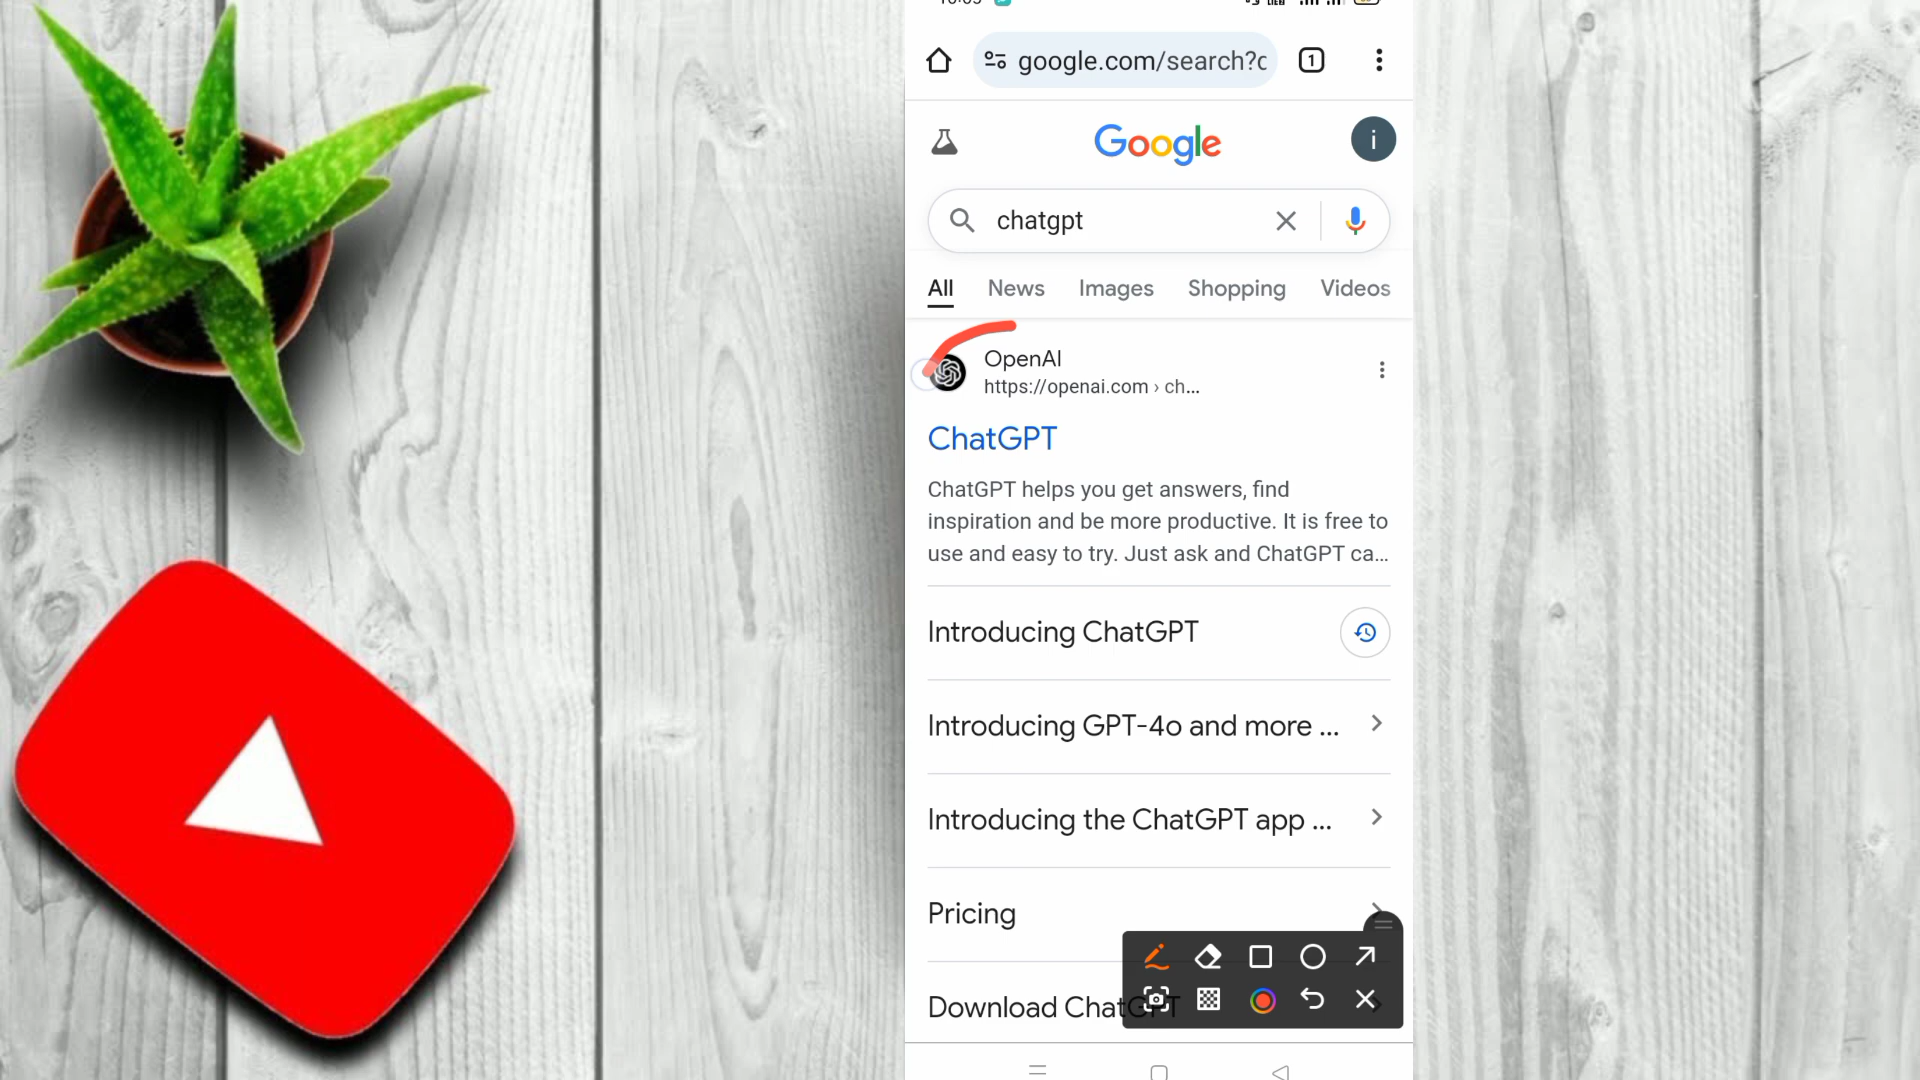 google.com/search?c
1
Google
i
chatgpt
All News Images Shopping Videos
OpenAI
https://openai.com › ch...
ChatGPT
ChatGPT helps you get answers, find
inspiration and be more productive. It is free to
use and easy to try. Just ask and ChatGPT ca...
Introducing ChatGPT
Introducing GPT-4o and more ...
Introducing the ChatGPT app ...
Pricing
Download ChatGPT